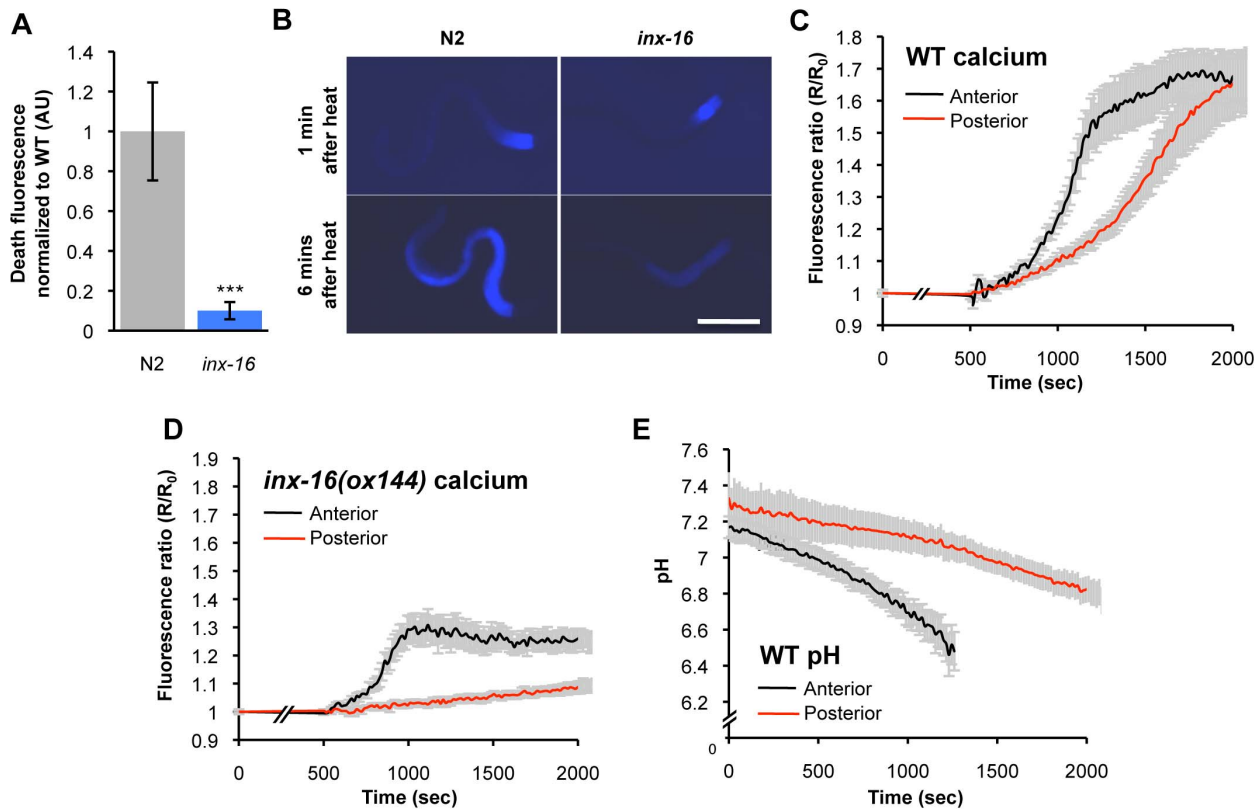 A
Death fluorescence
normalized to WT (AU)
1.4
1.2
1
0.8
0.6
0.4
0.2
0
***
N2
inx-16
B
N2
inx-16
1 min
after heat
6 mins
after heat
C
WT calcium
Anterior
Posterior
Fluorescence ratio (R/R0)
1.8
1.7
1.6
1.5
1.4
1.3
1.2
1.1
1
0.9
0
500
1000
1500
2000
Time (sec)
D
inx-16(ox144) calcium
Anterior
Posterior
Fluorescence ratio (R/R0)
1.9
1.8
1.7
1.6
1.5
1.4
1.3
1.2
1.1
1
0.9
0
500
1000
1500
2000
Time (sec)
E
pH
7.6
7.4
7.2
7
6.8
6.6
6.4
6.2
0
WT pH
Anterior
Posterior
0
500
1000
1500
2000
Time (sec)